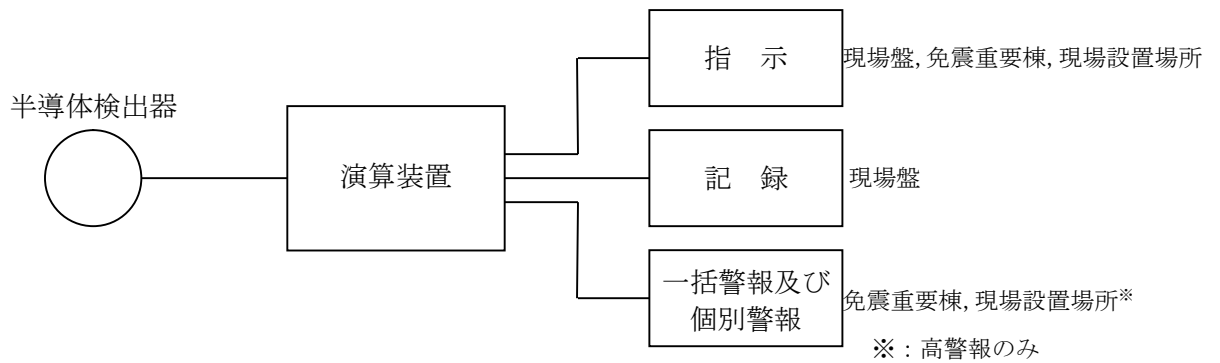 指　示
現場盤, 免震重要棟, 現場設置場所
半導体検出器
演算装置
記　録
現場盤
一括警報及び
個別警報
免震重要棟, 現場設置場所※
※：高警報のみ